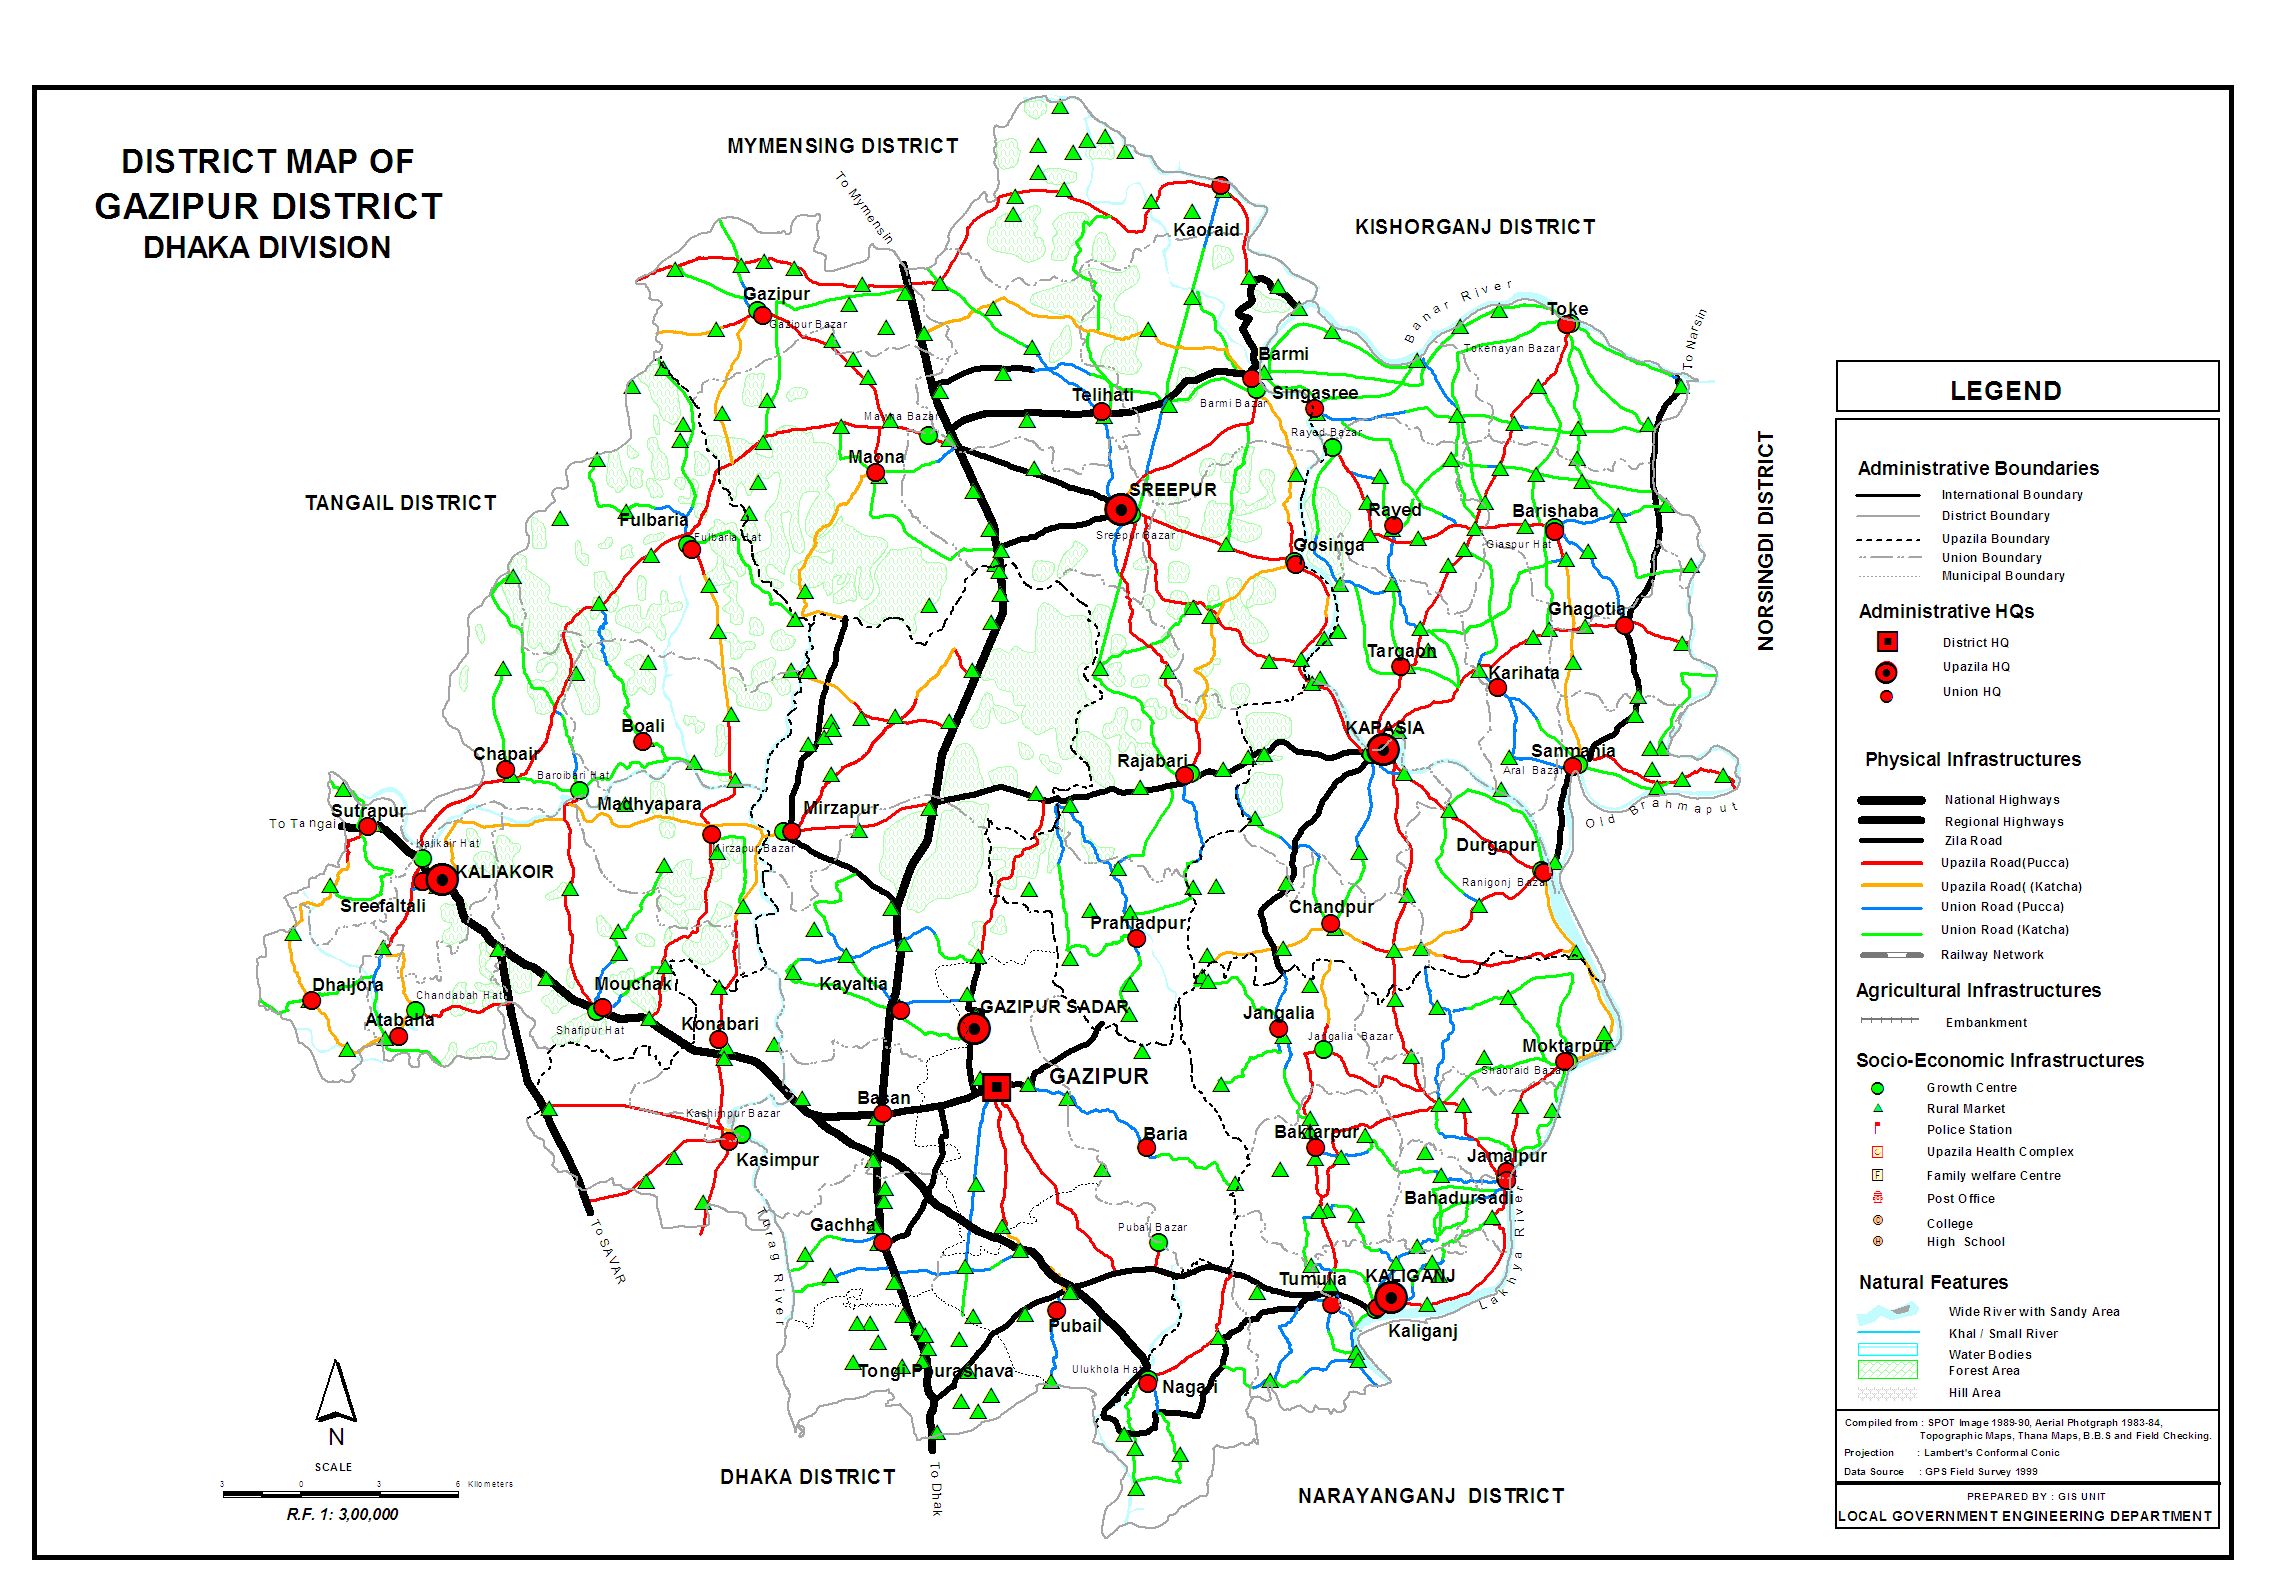 DISTRICT MAP OF
GAZIPUR DISTRICT
DHAKA DIVISION
MYMENSING DISTRICT
To Mymensin
KISHORGANJ DISTRICT
TANGAIL DISTRICT
NORSINGDI DISTRICT
DHAKA DISTRICT
NARAYANGANJ DISTRICT
Kaoraid
Gazipur
Gazipur Bazar
Banar River
Toke
Tokenayan Bazar
To Narsin
Barmi
Barmi Bazar
Singasree
Telihati
Mawna Bazar
Rayed Bazar
Maona
SREEPUR
Sreepur Bazar
Fulbaria
Fulbaria Hat
Rayed
Barishaba
Giaspur Hat
Gosinga
Ghagotia
Targaon
Karihata
Boali
Chapair
Baroibari Hat
KAPASIA
Rajabari
Sanmania
Aral Bazar
Old Brahmaput
Madhyapara
Mirzapur
Mirzapur Bazar
To Tangai
Sutrapur
Kalikair Hat
KALIAKOIR
Sreefaltali
Durgapur
Ranigonj Bazar
Chandpur
Prahladpur
Dhaljora
Chandabah Hat
Atabaha
Mouchak
Shafipur Hat
Kayaltia
Konabari
GAZIPUR SADAR
Jangalia
Jangalia Bazar
Moktarpur
GAZIPUR
Basan
Kashimpur Bazar
Kasimpur
Baria
Baktarpur
Jamalpur
Bahadursadi
To SAVAR
Turag River
Gachha
Pubail Bazar
Lakhya River
Tumulia
KALIGANJ
Kaliganj
Pubail
Tongi Pourashava
Ulukhola Hat
Nagari
To Dhak
N
SCALE
3 0 3 6 Kilometers
R.F. 1: 3,00,000
LEGEND
Administrative Boundaries
International Boundary
District Boundary
Upazila Boundary
Union Boundary
Municipal Boundary
Administrative HQs
District HQ
Upazila HQ
Union HQ
Physical Infrastructures
National Highways
Regional Highways
Zila Road
Upazila Road(Pucca)
Upazila Road( (Katcha)
Union Road (Pucca)
Union Road (Katcha)
Railway Network
Agricultural Infrastructures
Embankment
Socio-Economic Infrastructures
Growth Centre
Rural Market
Police Station
Upazila Health Complex
Family welfare Centre
Post Office
College
High School
Natural Features
Wide River with Sandy Area
Khal / Small River
Water Bodies
Forest Area
Hill Area
Compiled from : SPOT Image 1989-90, Aerial Photgraph 1983-84,
Topographic Maps, Thana Maps, B.B.S and Field Checking.
Projection : Lambert's Conformal Conic
Data Source : GPS Field Survey 1999
PREPARED BY : GIS UNIT
LOCAL GOVERNMENT ENGINEERING DEPARTMENT